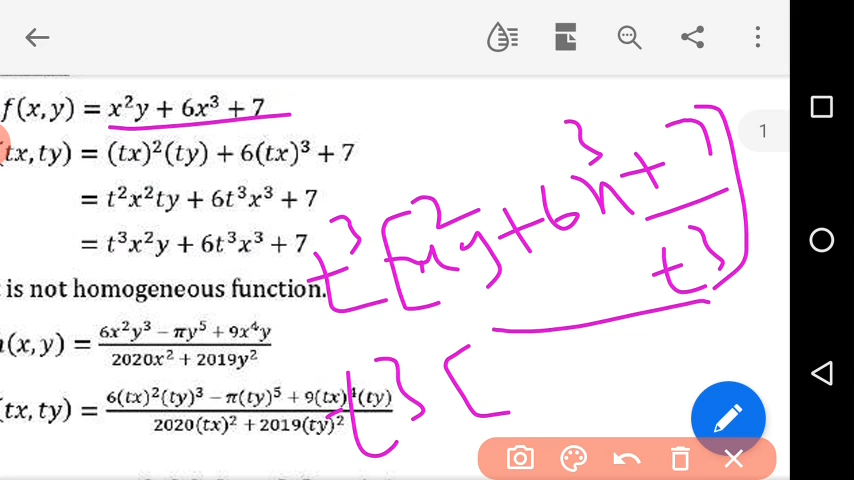 f(x, y) = x²y + 6x³ + 7
1
(tx, ty) = (tx)²(ty) + 6(tx)³ + 7
= t²x²ty + 6t³x³ + 7
= t³x²y + 6t³x³ + 7
t³[x²y + 6x³ + 7/t³]
is not homogeneous function.
(x, y) = (6x²y³ − πy⁵ + 9x⁴y)/(2020x² + 2019y²)
t³[
(tx, ty) = (6(tx)²(ty)³ − π(ty)⁵ + 9(tx)⁴(ty))/(2020(tx)² + 2019(ty)²)